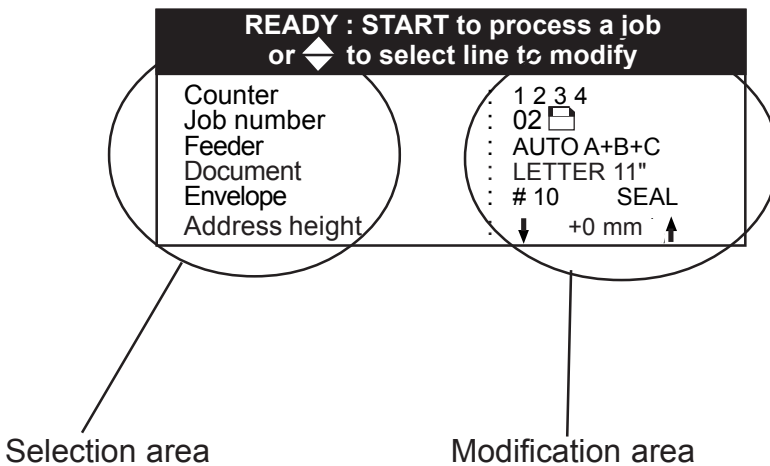 READY : START to process a job
or to select line to modify
Counter : 1 2 3 4
Job number : 02
Feeder : AUTO A+B+C
Document : LETTER 11"
Envelope : # 10 SEAL
Address height : +0 mm
Selection area Modification area